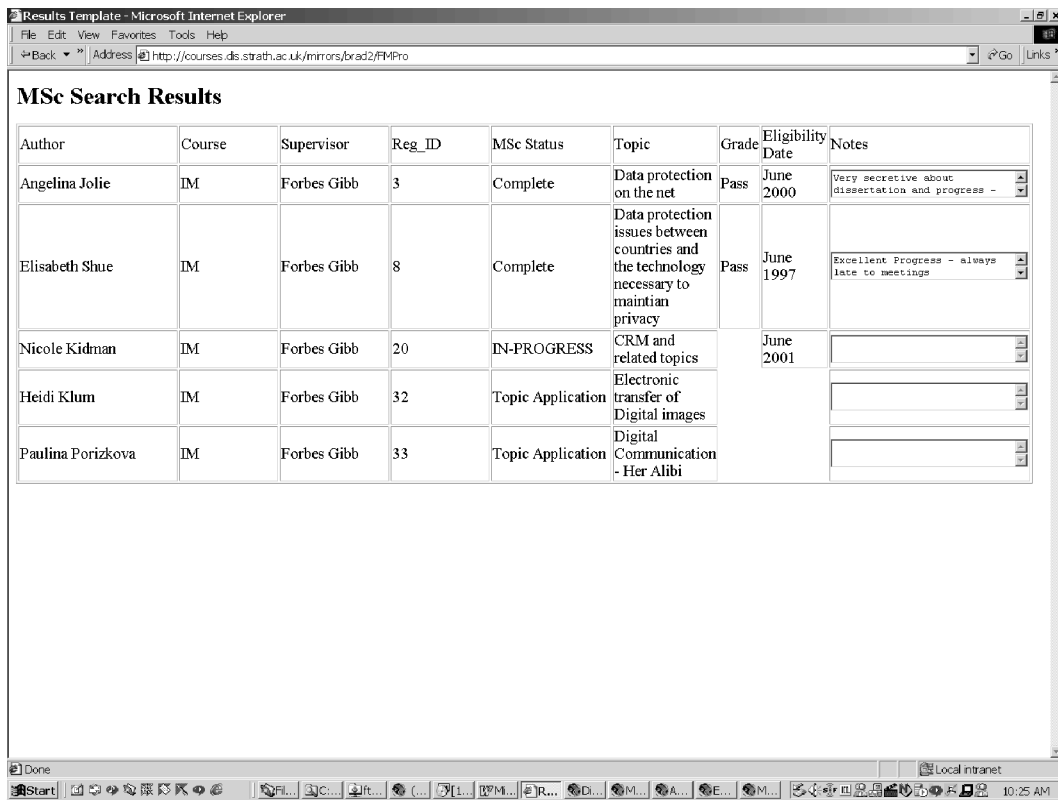 Results Template - Microsoft Internet Explorer
File Edit View Favorites Tools Help
Back Address http://courses.dis.strath.ac.uk/mirrors/brad2/FMPro Go Links
MSc Search Results
Author Course Supervisor Reg_ID MSc Status Topic Grade Eligibility Date Notes
Angelina Jolie IM Forbes Gibb 3 Complete Data protection on the net Pass June 2000 Very secretive about dissertation and progress -
Elisabeth Shue IM Forbes Gibb 8 Complete Data protection issues between countries and the technology necessary to maintian privacy Pass June 1997 Excellent Progress - always late to meetings
Nicole Kidman IM Forbes Gibb 20 IN-PROGRESS CRM and related topics June 2001
Heidi Klum IM Forbes Gibb 32 Topic Application Electronic transfer of Digital images
Paulina Porizkova IM Forbes Gibb 33 Topic Application Digital Communication - Her Alibi
Done Local intranet
Start Fil... C:... ft... (... [1... Mi... R... Di... M... A... E... M... 10:25 AM